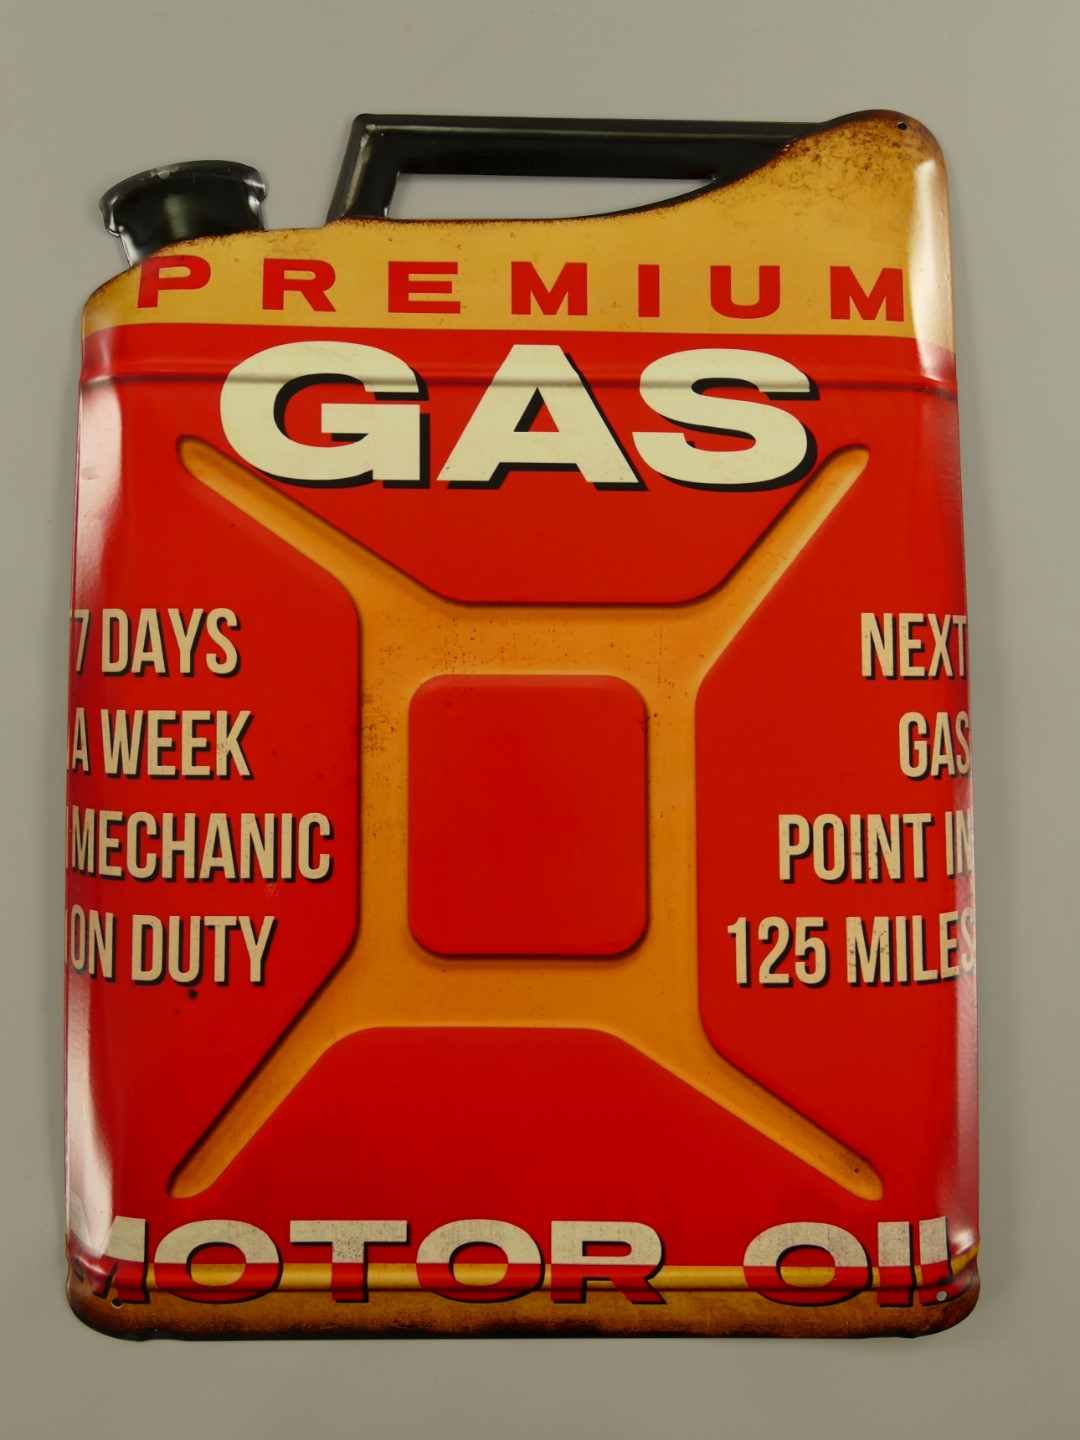 PREMIUM
GAS
7 DAYS
A WEEK
MECHANIC
ON DUTY
NEXT
GAS
POINT IN
125 MILES
MOTOR OIL